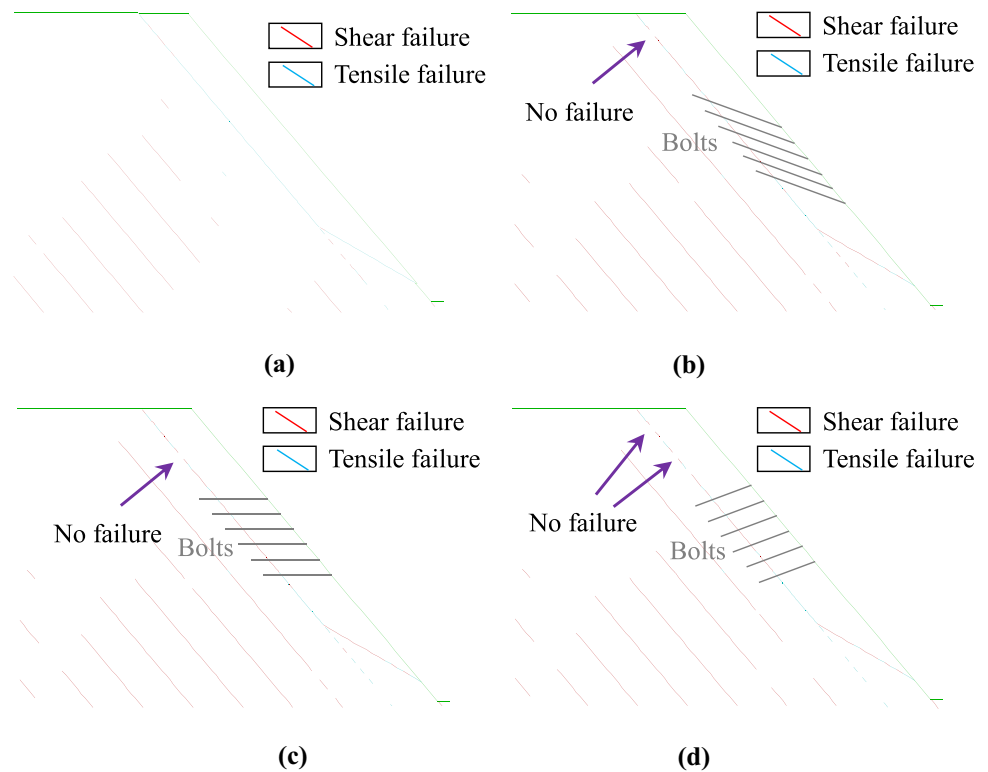 Shear failure
Tensile failure
(a)
Shear failure
Tensile failure
No failure
Bolts
(b)
Shear failure
Tensile failure
No failure
Bolts
(c)
Shear failure
Tensile failure
No failure
Bolts
(d)